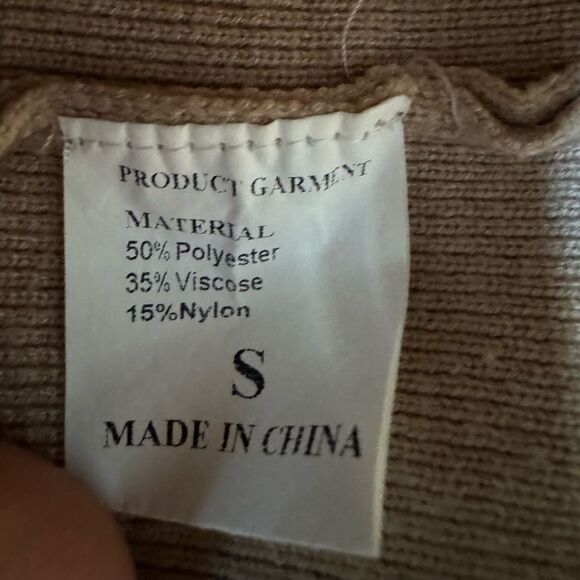 PRODUCT GARMENT
MATERIAL
50% Polyester
35% Viscose
15%Nylon
S
MADE IN CHINA